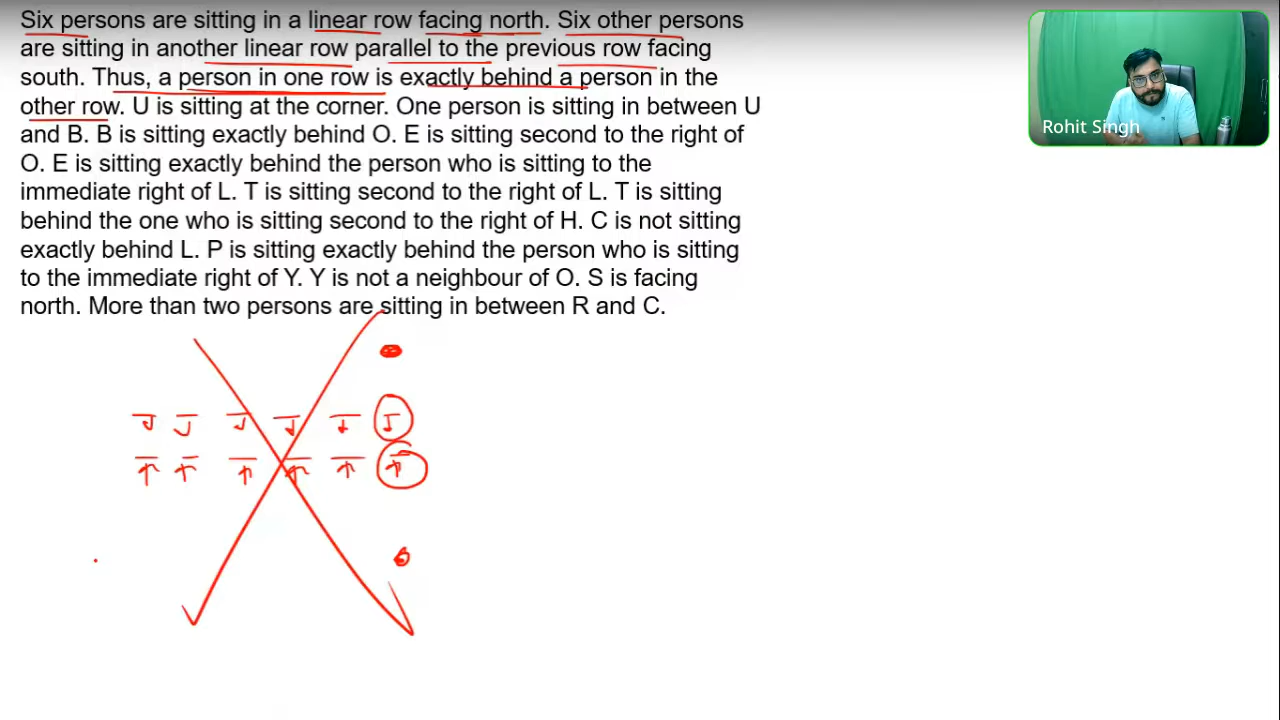 Six persons are sitting in a linear row facing north. Six other persons
are sitting in another linear row parallel to the previous row facing
south. Thus, a person in one row is exactly behind a person in the
other row. U is sitting at the corner. One person is sitting in between U
and B. B is sitting exactly behind O. E is sitting second to the right of
O. E is sitting exactly behind the person who is sitting to the
immediate right of L. T is sitting second to the right of L. T is sitting
behind the one who is sitting second to the right of H. C is not sitting
exactly behind L. P is sitting exactly behind the person who is sitting
to the immediate right of Y. Y is not a neighbour of O. S is facing
north. More than two persons are sitting in between R and C.
Rohit Singh